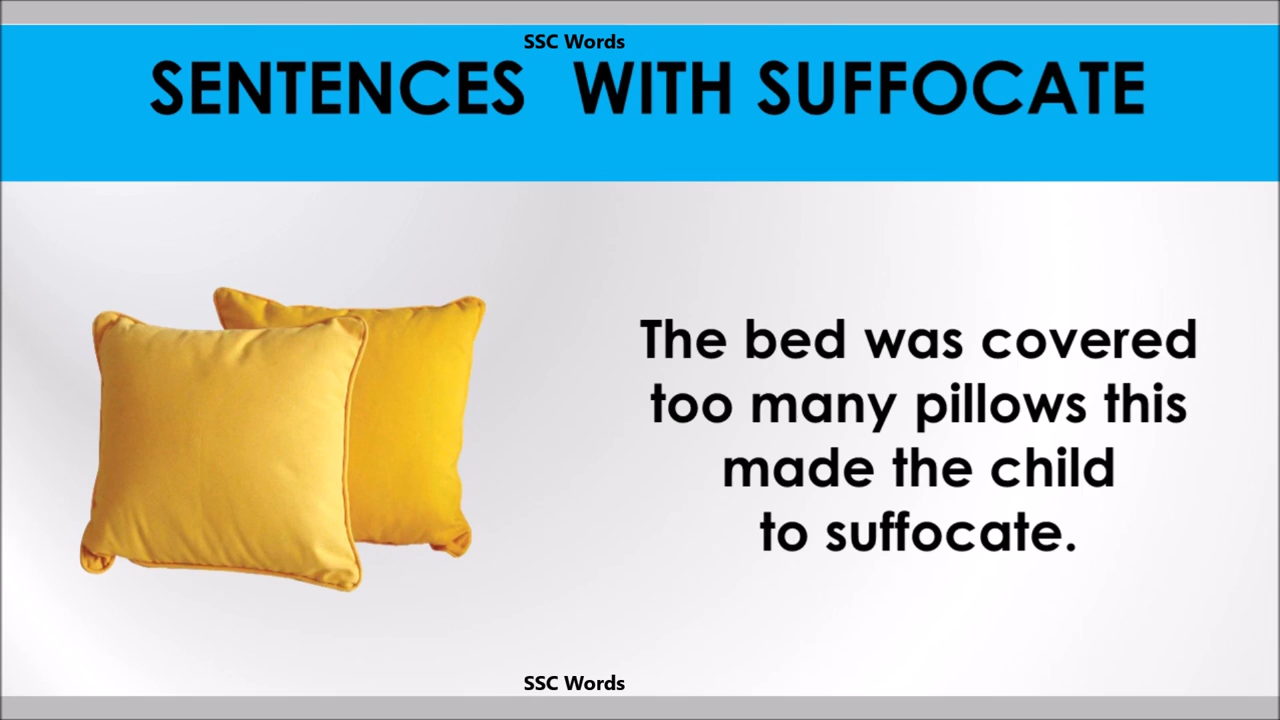 SSC Words
SENTENCES WITH SUFFOCATE
The bed was covered
too many pillows this
made the child
to suffocate.
SSC Words